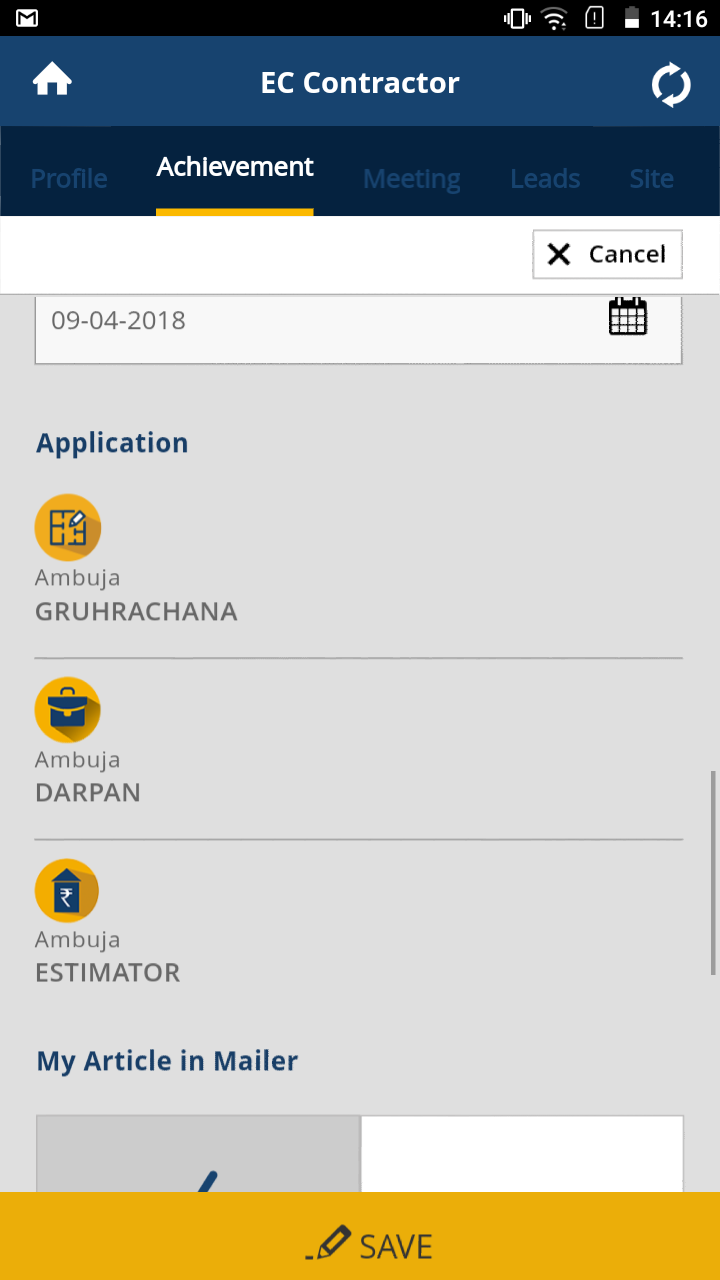 14:16
EC Contractor
Profile Achievement Meeting Leads Site
Cancel
09-04-2018
Application
Ambuja
GRUHRACHANA
Ambuja
DARPAN
₹
Ambuja
ESTIMATOR
My Article in Mailer
SAVE